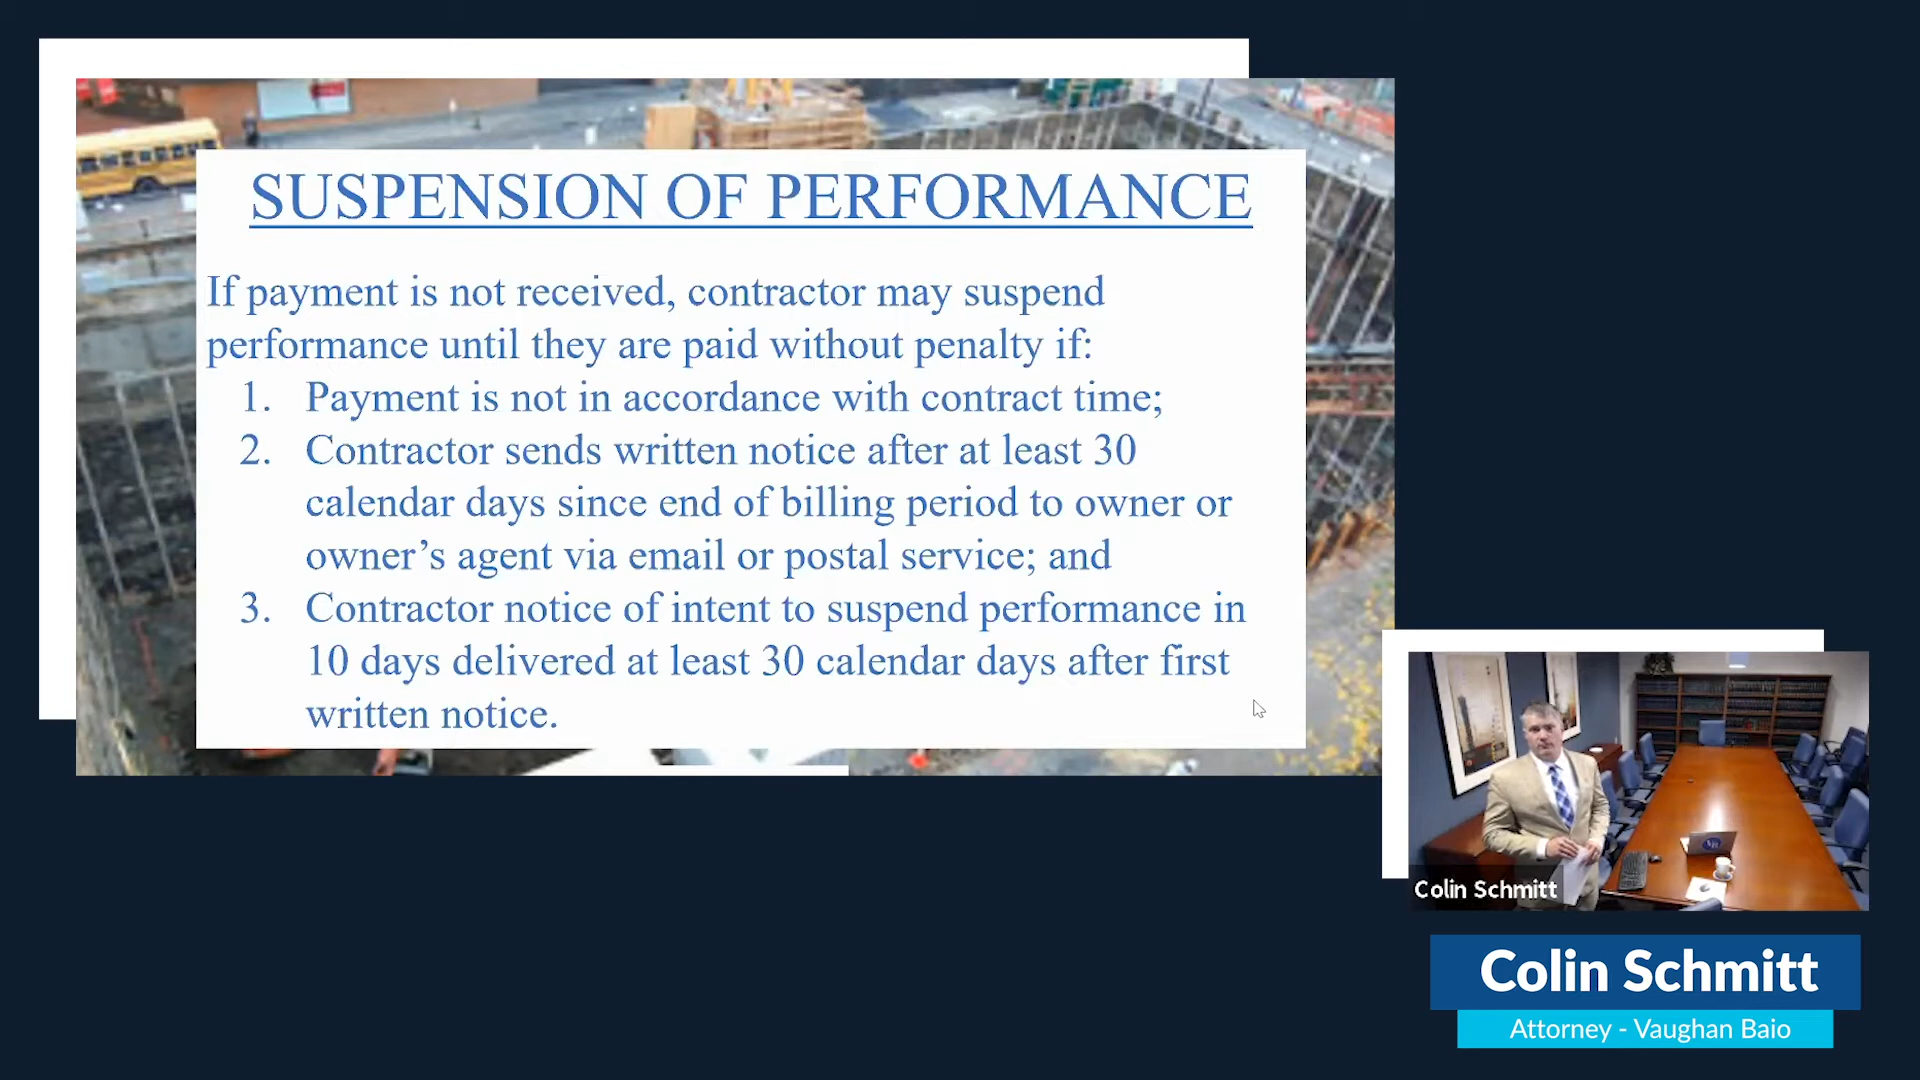 SUSPENSION OF PERFORMANCE
If payment is not received, contractor may suspend
performance until they are paid without penalty if:
1. Payment is not in accordance with contract time;
2. Contractor sends written notice after at least 30
calendar days since end of billing period to owner or
owner’s agent via email or postal service; and
3. Contractor notice of intent to suspend performance in
10 days delivered at least 30 calendar days after first
written notice.
Colin Schmitt
Colin Schmitt
Attorney - Vaughan Baio